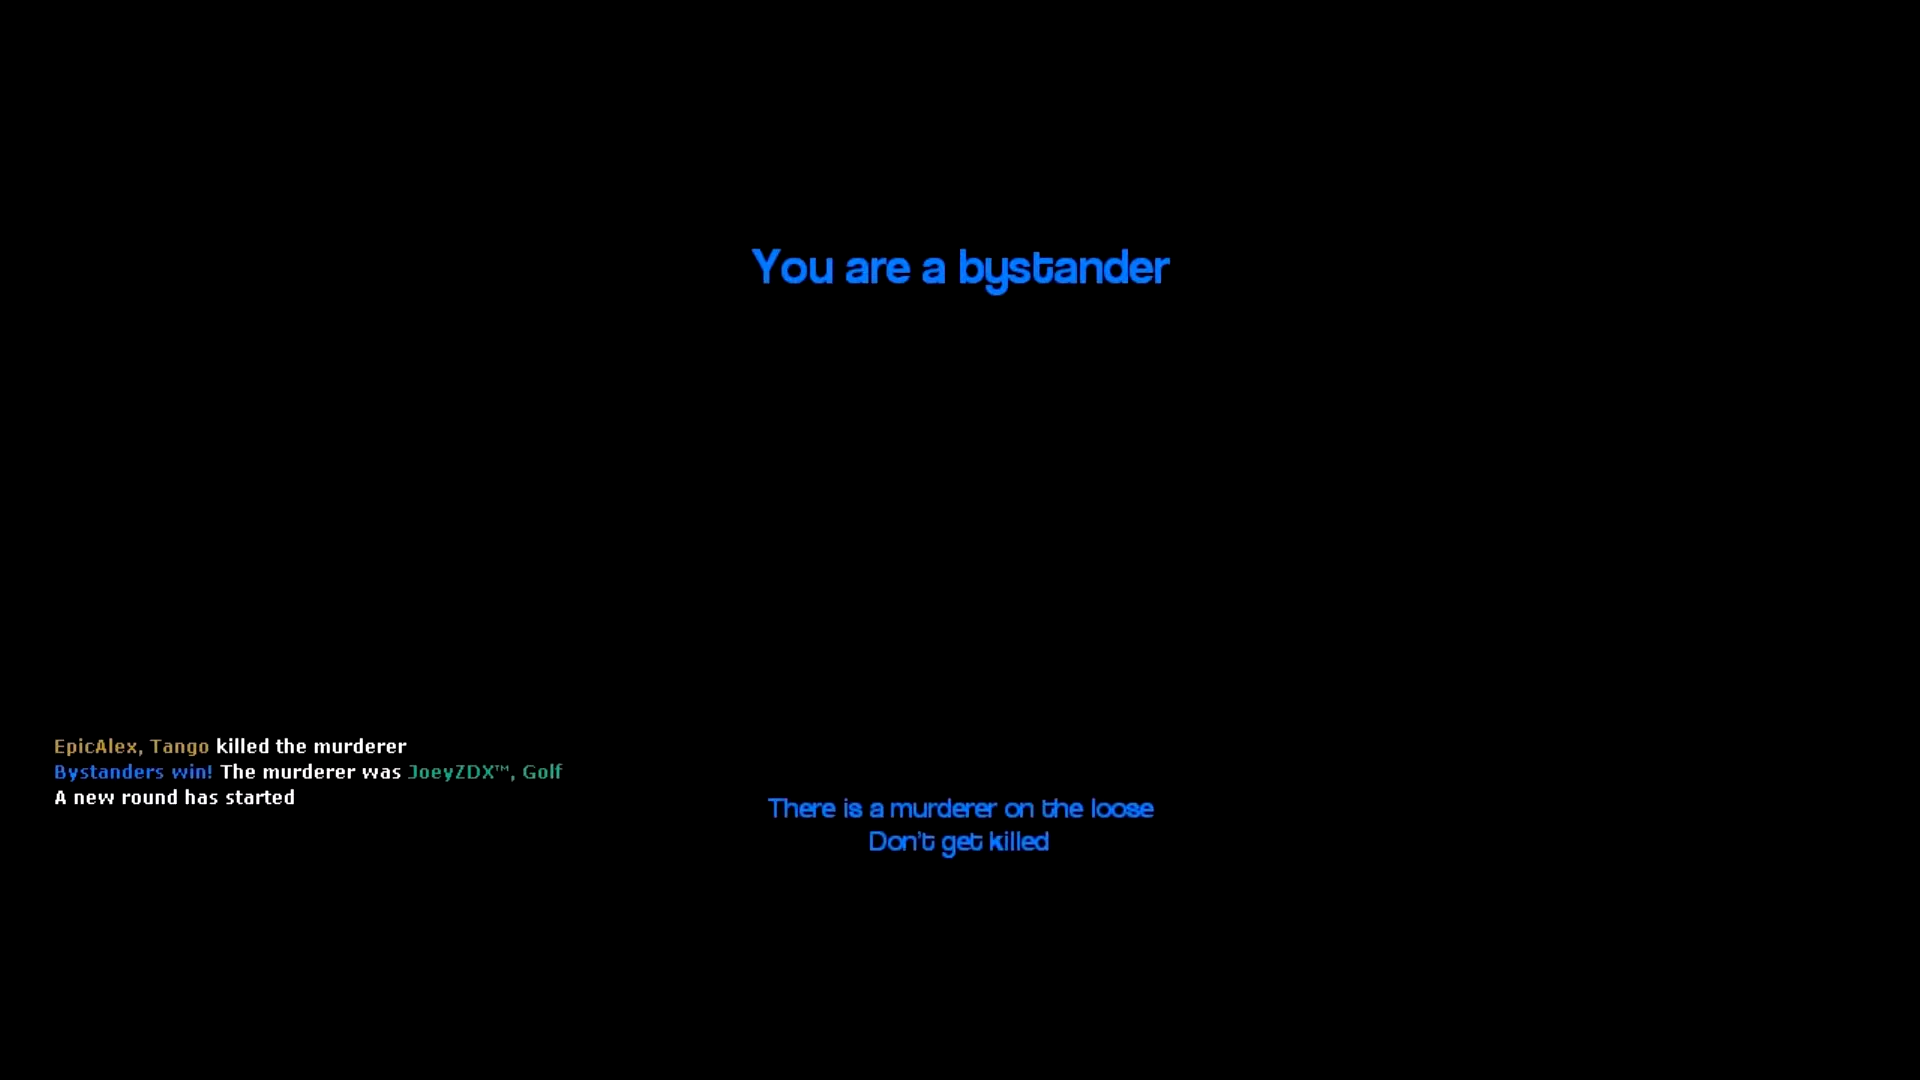 You are a bystander
EpicAlex, Tango killed the murderer
Bystanders win! The murderer was JoeyZDX™, Golf
A new round has started
There is a murderer on the loose
Don't get killed